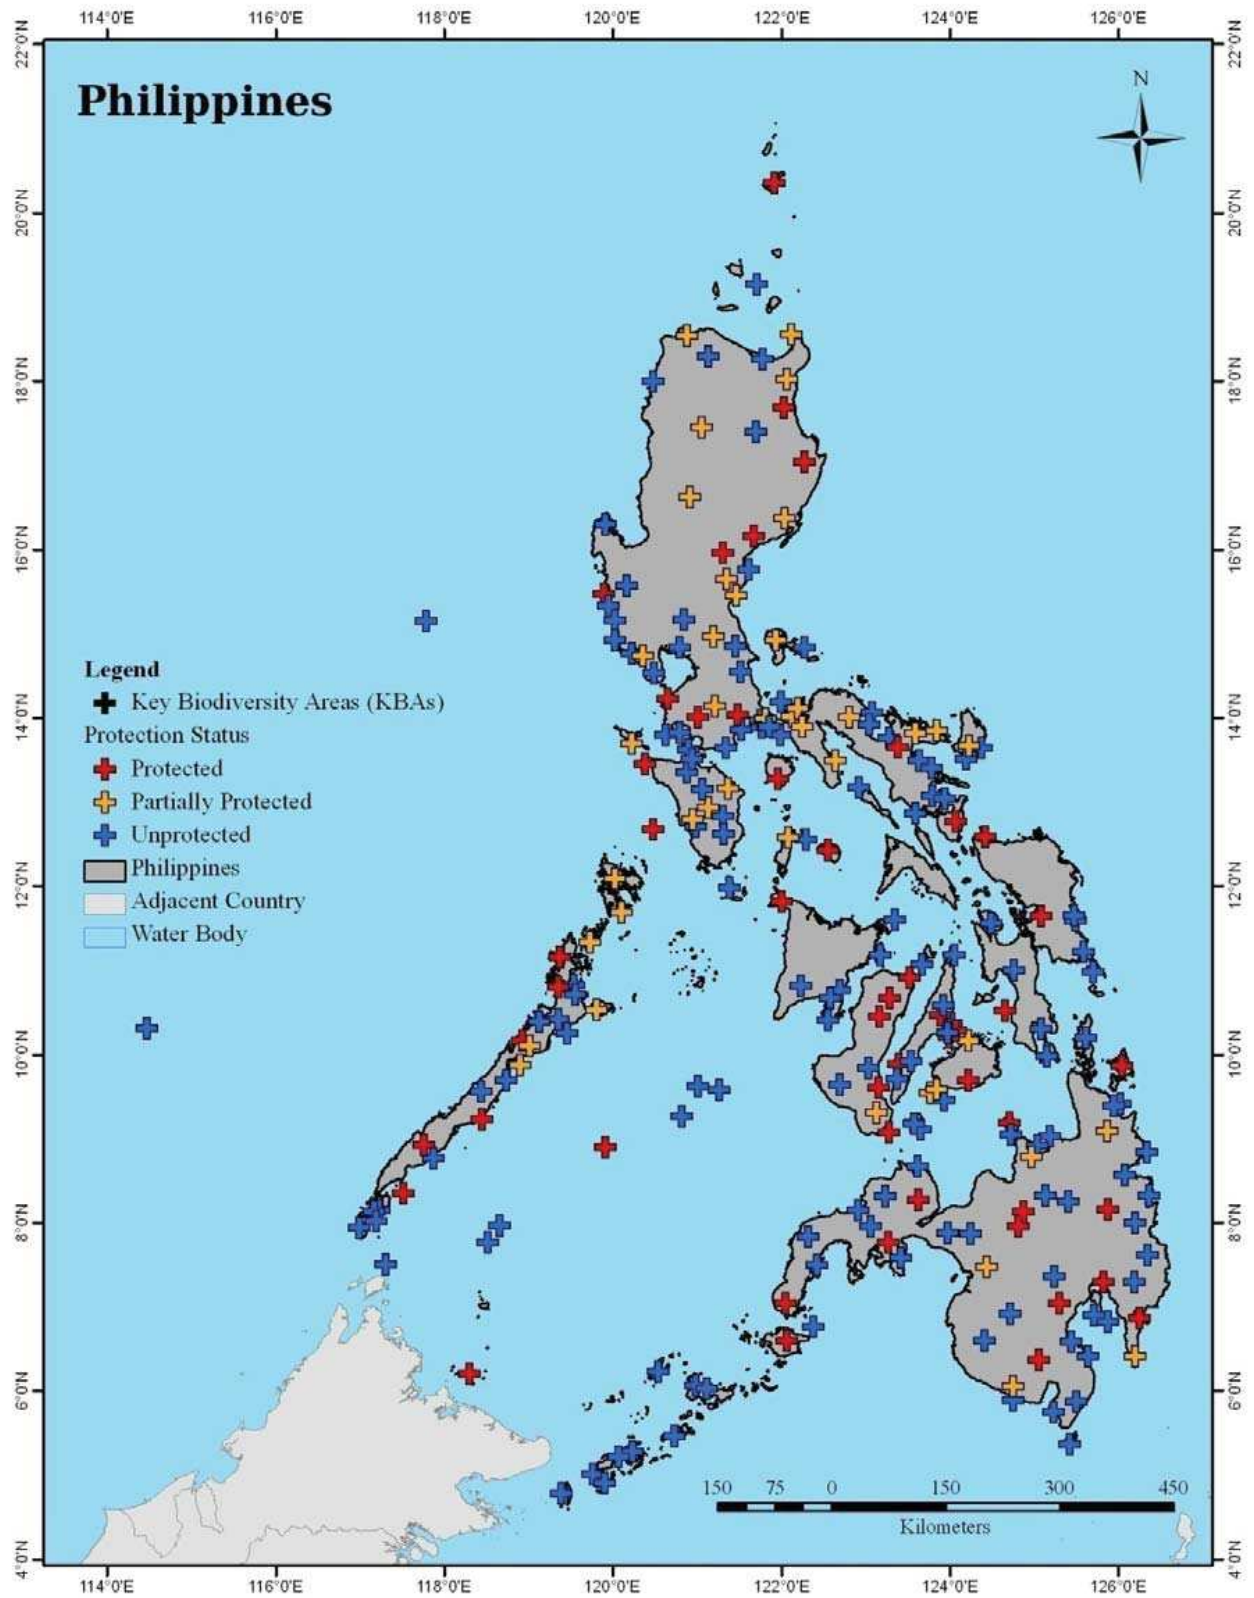 114°0'E 116°0'E 118°0'E 120°0'E 122°0'E 124°0'E 126°0'E
22°0'N 22°0'N
Philippines
N
20°0'N 20°0'N
18°0'N 18°0'N
16°0'N 16°0'N
Legend
Key Biodiversity Areas (KBAs)
14°0'N 14°0'N
Protection Status
Protected
Partially Protected
Unprotected
Philippines
12°0'N 12°0'N
Adjacent Country
Water Body
10°0'N 10°0'N
8°0'N 8°0'N
6°0'N 6°0'N
150 75 0 150 300 450
Kilometers
4°0'N 4°0'N
114°0'E 116°0'E 118°0'E 120°0'E 122°0'E 124°0'E 126°0'E